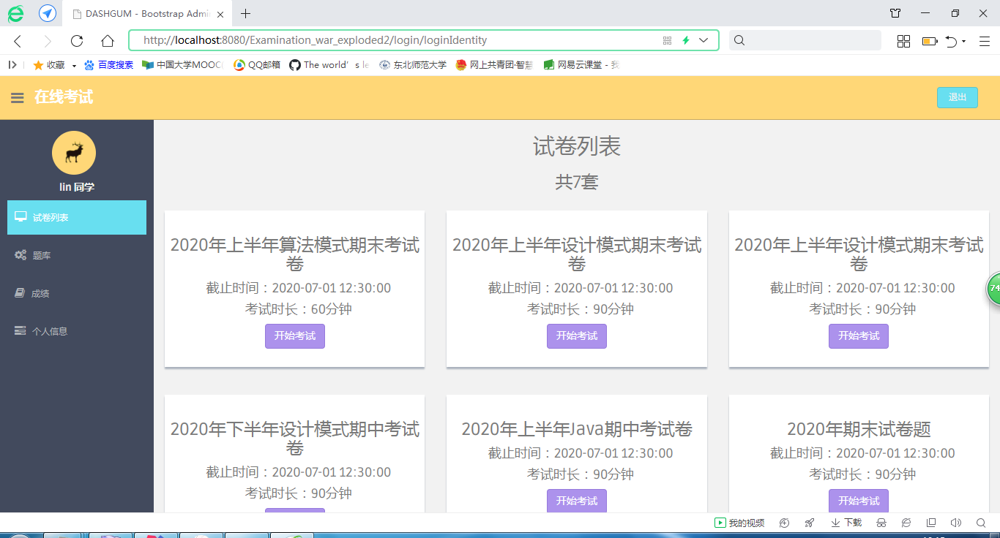 DASHGUM - Bootstrap Admi
http://localhost:8080/Examination_war_exploded2/login/loginIdentity
收藏
百度搜索
中国大学MOOC
QQ邮箱
The world's le
东北师范大学
网上共青团·智慧
网易云课堂 - 我
在线考试
退出
lin 同学
试卷列表
题库
成绩
个人信息
试卷列表
共7套
2020年上半年算法模式期末考试
卷
截止时间：2020-07-01 12:30:00
考试时长：60分钟
开始考试
2020年上半年设计模式期末考试
卷
截止时间：2020-07-01 12:30:00
考试时长：90分钟
开始考试
2020年上半年设计模式期末考试
卷
截止时间：2020-07-01 12:30:00
考试时长：90分钟
开始考试
2020年下半年设计模式期中考试
卷
截止时间：2020-07-01 12:30:00
考试时长：90分钟
2020年上半年Java期中考试卷
截止时间：2020-07-01 12:30:00
考试时长：90分钟
开始考试
2020年期末试卷题
截止时间：2020-07-01 12:30:00
考试时长：90分钟
开始考试
74
我的视频
下载